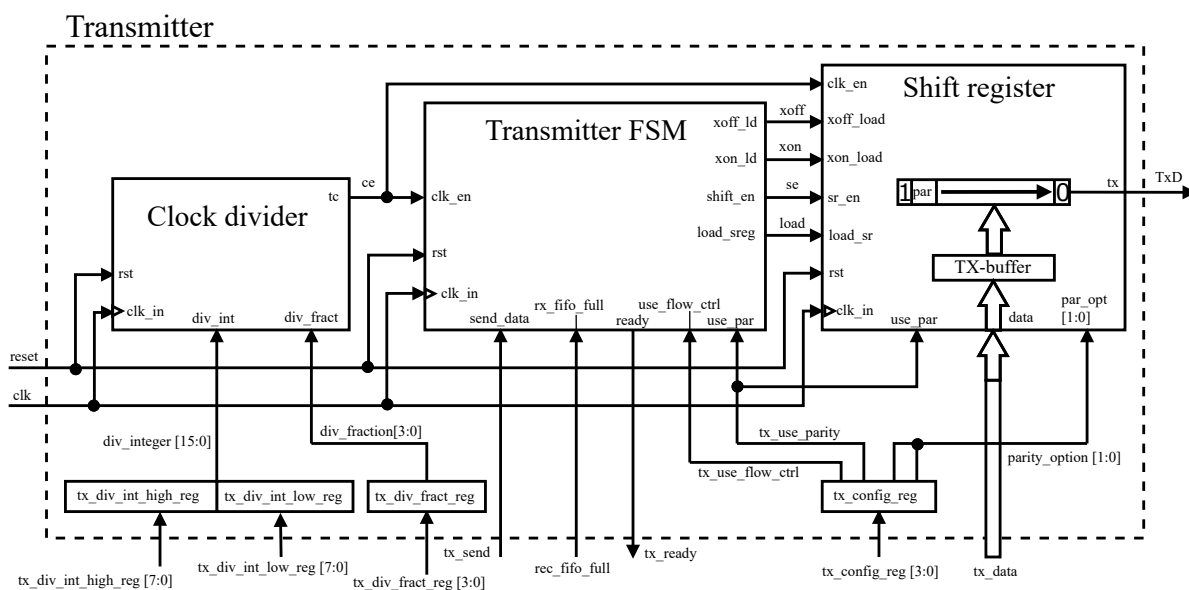 Transmitter
Shift register
clk_en
Transmitter FSM
xoff_ld
xoff
xoff_load
xon_ld
xon
xon_load
Clock divider
tc
ce
clk_en
shift_en
se
sr_en
1
par
0
tx
TxD
load_sreg
load
load_sr
rst
rst
rst
TX-buffer
clk_in
clk_in
clk_in
div_int
div_fract
send_data
rx_fifo_full
ready
use_flow_ctrl
use_par
use_par
data
par_opt
[1:0]
reset
clk
div_integer [15:0]
div_fraction[3:0]
tx_use_parity
tx_use_flow_ctrl
parity_option [1:0]
tx_div_int_high_reg
tx_div_int_low_reg
tx_div_fract_reg
tx_config_reg
tx_send
rec_fifo_full
tx_ready
tx_div_int_high_reg [7:0]
tx_div_int_low_reg [7:0]
tx_div_fract_reg [3:0]
tx_config_reg [3:0]
tx_data